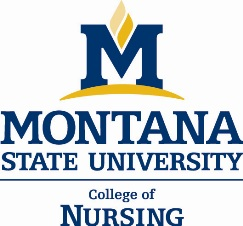 M
MONTANA
STATE UNIVERSITY
College of
NURSING